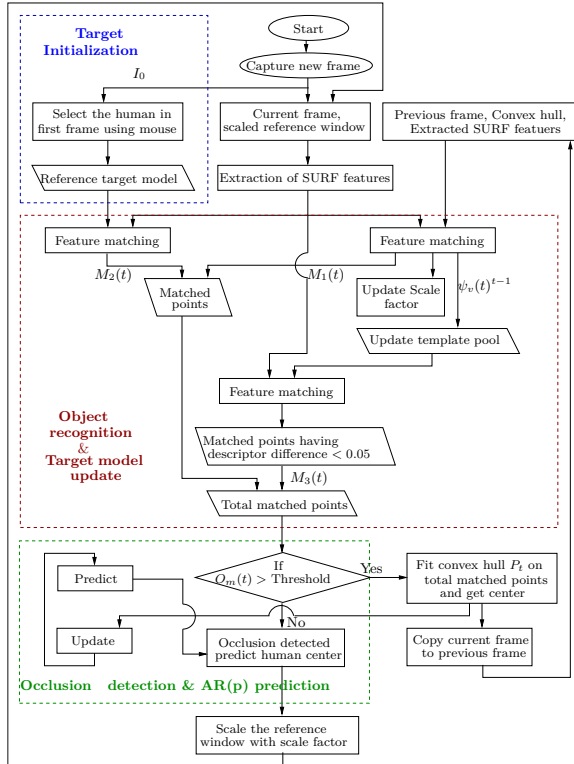 Target
Initialization
Start
Capture new frame
I₀
Select the human in
first frame using mouse
Current frame,
scaled reference window
Previous frame, Convex hull,
Extracted SURF featuers
Reference target model
Extraction of SURF features
Feature matching
Feature matching
M₂(t)
M₁(t)
Matched
points
Update Scale
factor
ψᵥ(t)ᵗ⁻¹
Update template pool
Feature matching
Object
recognition
&
Target model
update
Matched points having
descriptor difference < 0.05
M₃(t)
Total matched points
If
O_m(t) > Threshold
Yes
No
Predict
Update
Fit convex hull P_t on
total matched points
and get center
Occlusion detected
predict human center
Copy current frame
to previous frame
Occlusion detection & AR(p) prediction
Scale the reference
window with scale factor